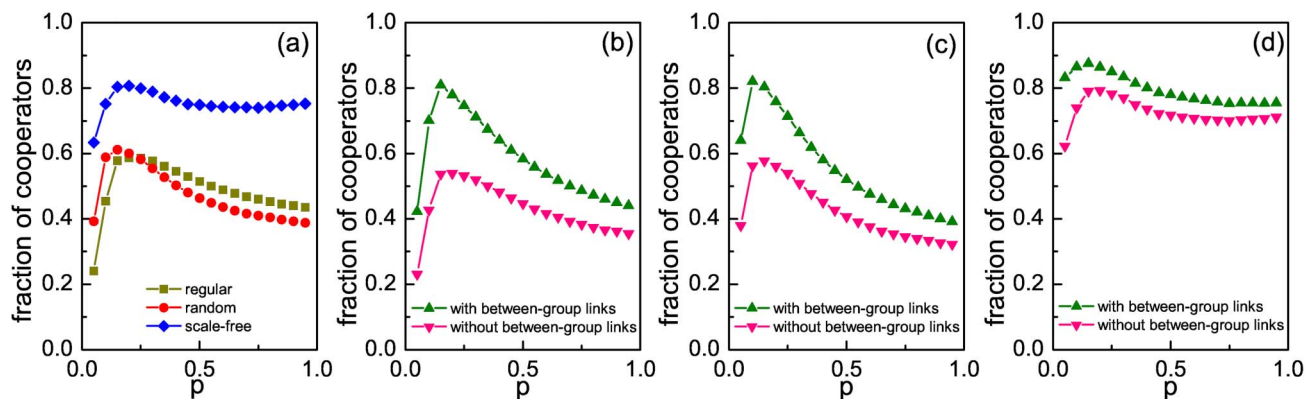 (a)
fraction of cooperators
1.0
0.8
0.6
0.4
0.2
0.0
regular
random
scale-free
0.0 0.5 1.0
p
(b)
fraction of cooperators
1.0
0.8
0.6
0.4
0.2
0.0
with between-group links
without between-group links
0.0 0.5 1.0
p
(c)
fraction of cooperators
1.0
0.8
0.6
0.4
0.2
0.0
with between-group links
without between-group links
0.0 0.5 1.0
p
(d)
fraction of cooperators
1.0
0.8
0.6
0.4
0.2
0.0
with between-group links
without between-group links
0.0 0.5 1.0
p